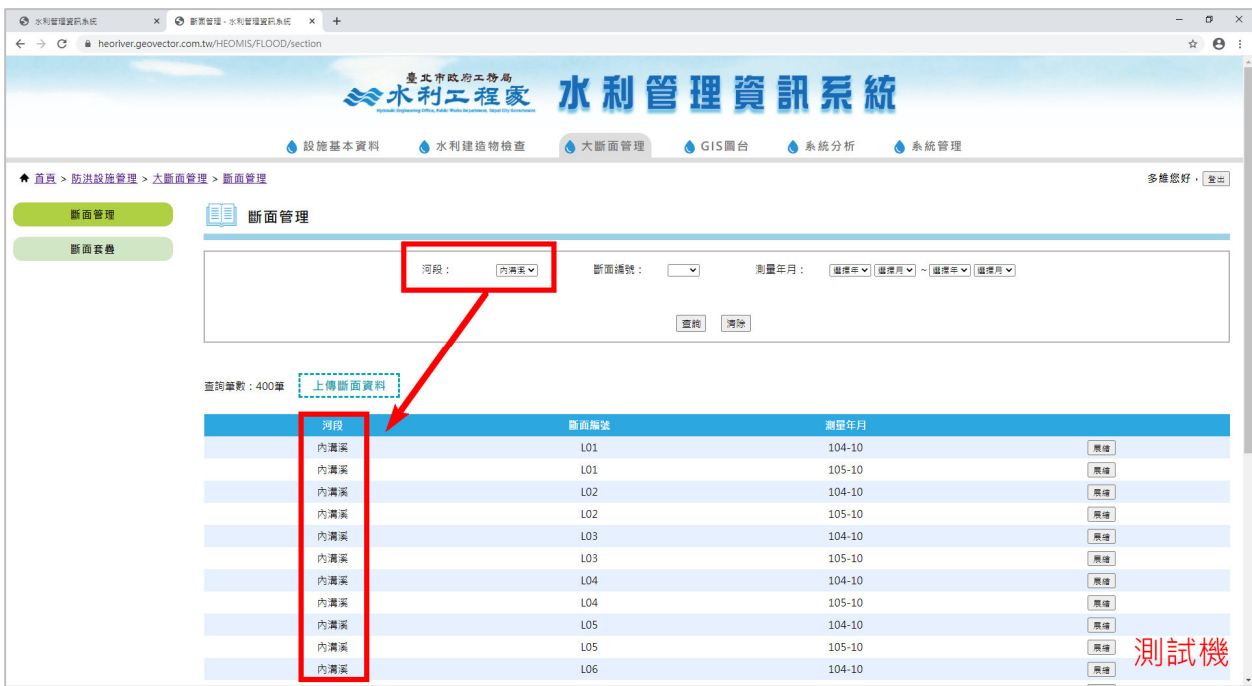 水利管理資訊系統
斷面管理 - 水利管理資訊系統
heoriver.geovector.com.tw/HEOMIS/FLOOD/section
臺北市政府工務局
水利工程處
Hydraulic Engineering Office, Public Works Department, Taipei City Government
水利管理資訊系統
設施基本資料 水利建造物檢查 大斷面管理 GIS圖台 系統分析 系統管理
首頁 > 防洪設施管理 > 大斷面管理 > 斷面管理 多維您好， 登出
斷面管理
斷面套疊
斷面管理
河段： 內溝溪 斷面編號： 測量年月： 選擇年 選擇月 ~ 選擇年 選擇月
查詢 清除
查詢筆數：400筆 上傳斷面資料
河段 斷面編號 測量年月
內溝溪 L01 104-10 展繪
內溝溪 L01 105-10 展繪
內溝溪 L02 104-10 展繪
內溝溪 L02 105-10 展繪
內溝溪 L03 104-10 展繪
內溝溪 L03 105-10 展繪
內溝溪 L04 104-10 展繪
內溝溪 L04 105-10 展繪
內溝溪 L05 104-10 展繪
內溝溪 L05 105-10 展繪
內溝溪 L06 104-10 展繪
測試機